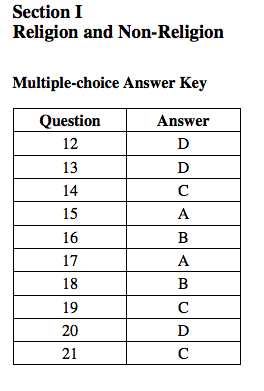 Section I
Religion and Non-Religion
Multiple-choice Answer Key
Question Answer
12 D
13 D
14 C
15 A
16 B
17 A
18 B
19 C
20 D
21 C